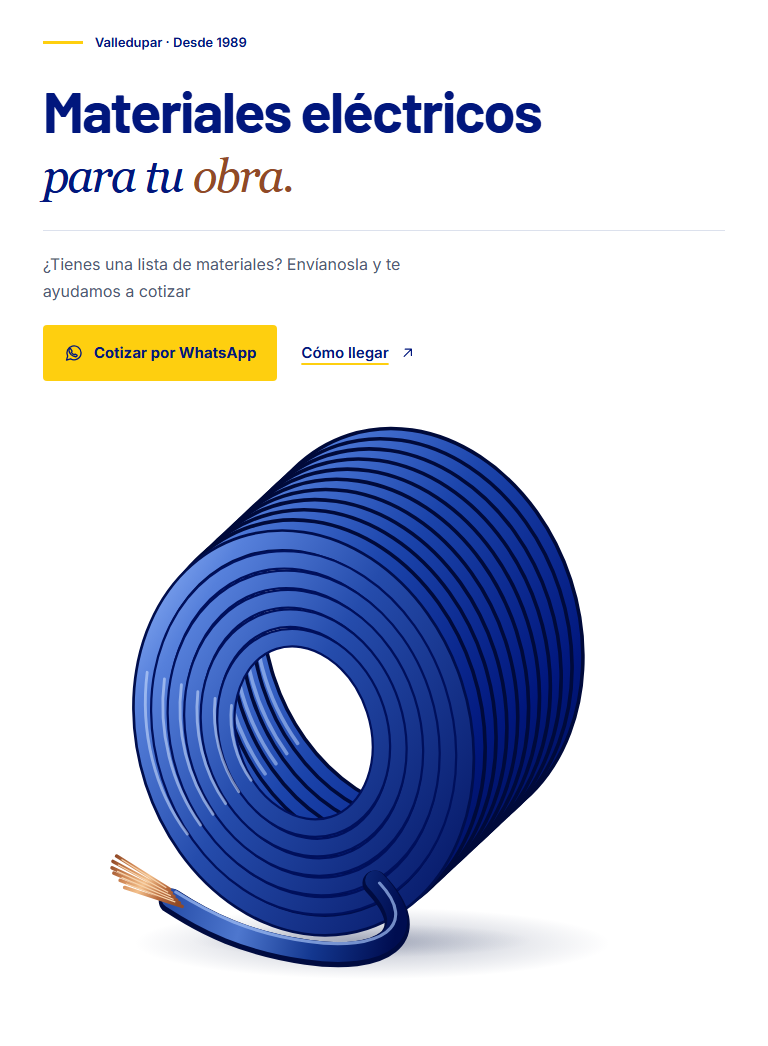 Valledupar · Desde 1989
Materiales eléctricos
para tu obra.
¿Tienes una lista de materiales? Envíanosla y te
ayudamos a cotizar
Cotizar por WhatsApp
Cómo llegar